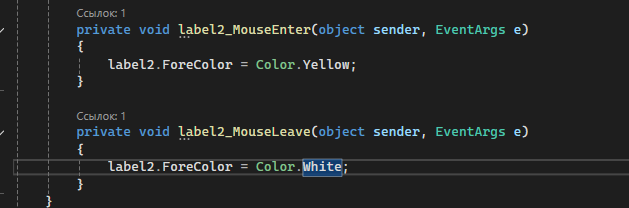 Ссылок: 1
private void label2_MouseEnter(object sender, EventArgs e)
{
label2.ForeColor = Color.Yellow;
}
Ссылок: 1
private void label2_MouseLeave(object sender, EventArgs e)
{
label2.ForeColor = Color.White;
}
}